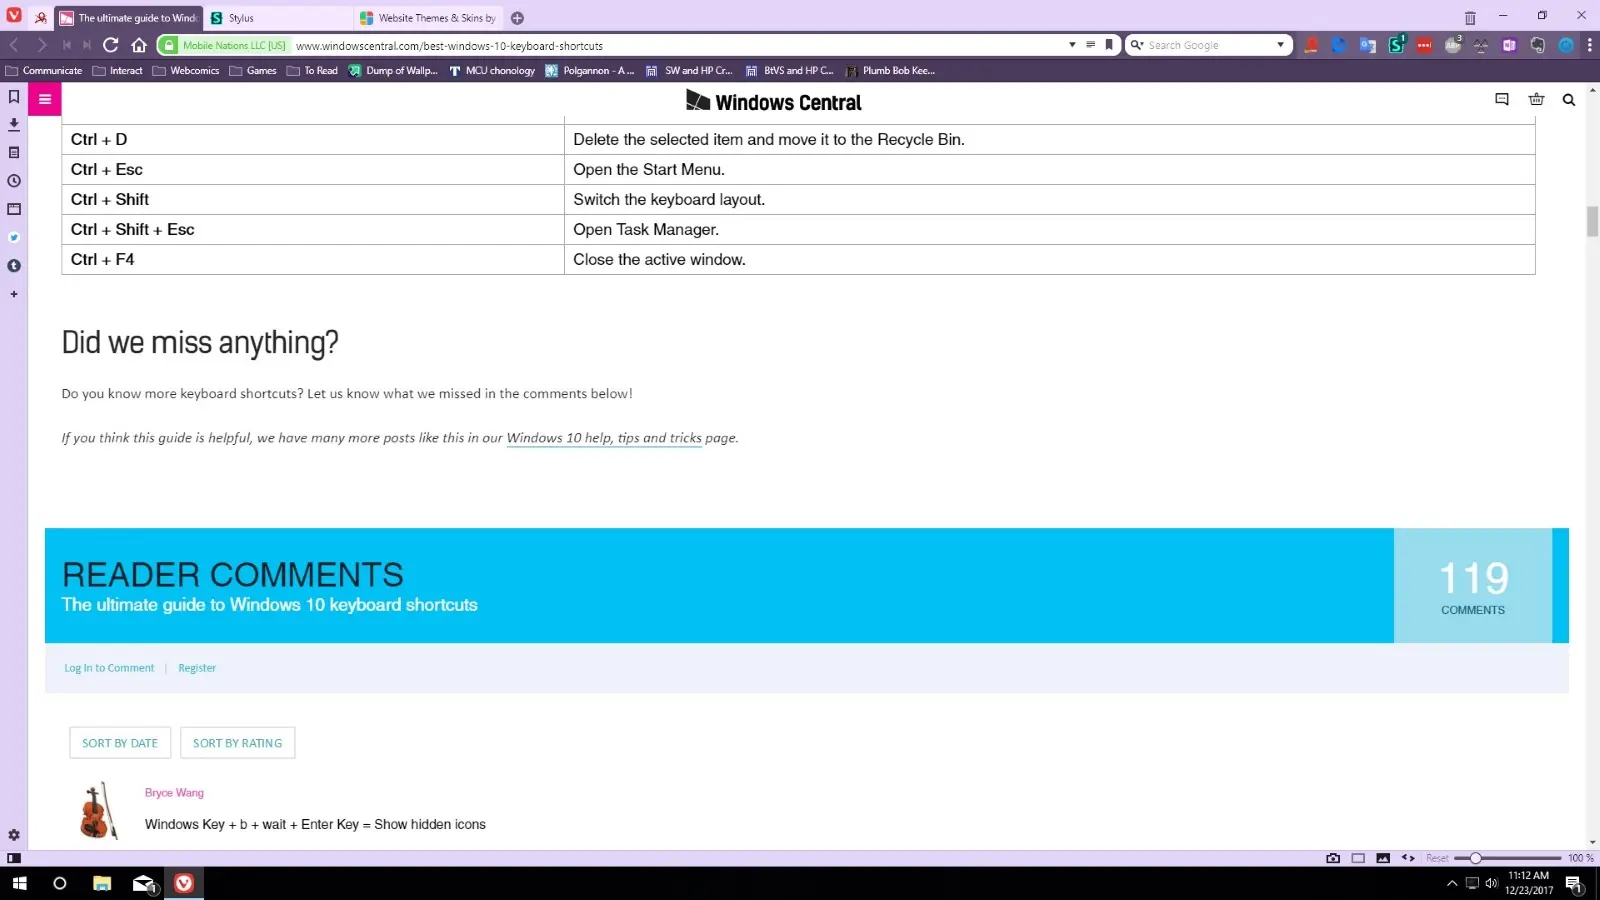 The ultimate guide to Windo
Stylus
Website Themes & Skins by
Mobile Nations LLC [US]
www.windowscentral.com/best-windows-10-keyboard-shortcuts
Search Google
1
3
Communicate
Interact
Webcomics
Games
To Read
Dump of Wallp...
MCU chonology
Polgannon - A ...
SW and HP Cr...
BtVS and HP C...
Plumb Bob Kee...
Windows Central
Ctrl + D Delete the selected item and move it to the Recycle Bin.
Ctrl + Esc Open the Start Menu.
Ctrl + Shift Switch the keyboard layout.
Ctrl + Shift + Esc Open Task Manager.
Ctrl + F4 Close the active window.
Did we miss anything?
Do you know more keyboard shortcuts? Let us know what we missed in the comments below!
If you think this guide is helpful, we have many more posts like this in our Windows 10 help, tips and tricks page.
READER COMMENTS
The ultimate guide to Windows 10 keyboard shortcuts
119
COMMENTS
Log In to Comment | Register
SORT BY DATE
SORT BY RATING
Bryce Wang
Windows Key + b + wait + Enter Key = Show hidden icons
Reset
100 %
1
11:12 AM
12/23/2017
1